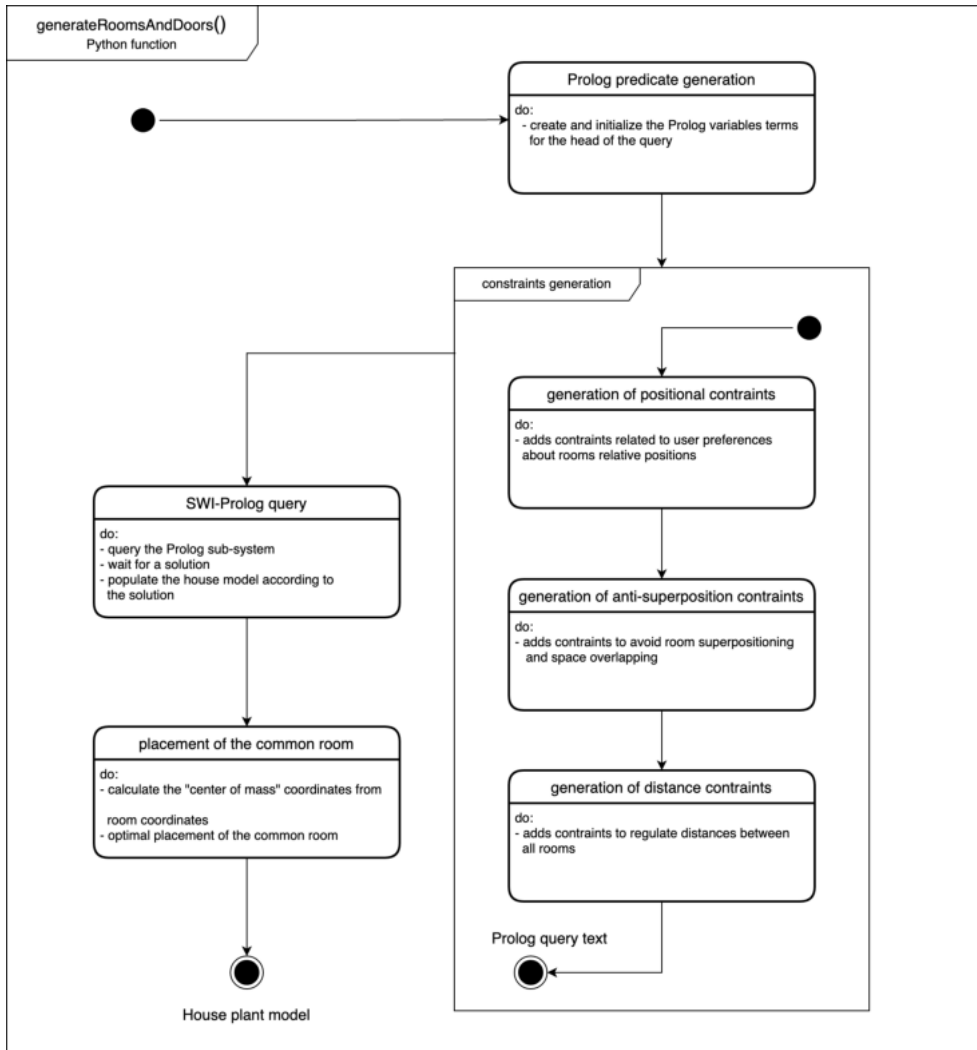 generateRoomsAndDoors()
Python function
Prolog predicate generation
do:
- create and initialize the Prolog variables terms
for the head of the query
constraints generation
generation of positional contraints
do:
- adds contraints related to user preferences
about rooms relative positions
SWI-Prolog query
do:
- query the Prolog sub-system
- wait for a solution
- populate the house model according to
the solution
generation of anti-superposition contraints
do:
- adds contraints to avoid room superpositioning
and space overlapping
placement of the common room
do:
- calculate the "center of mass" coordinates from
room coordinates
- optimal placement of the common room
generation of distance contraints
do:
- adds contraints to regulate distances between
all rooms
Prolog query text
House plant model